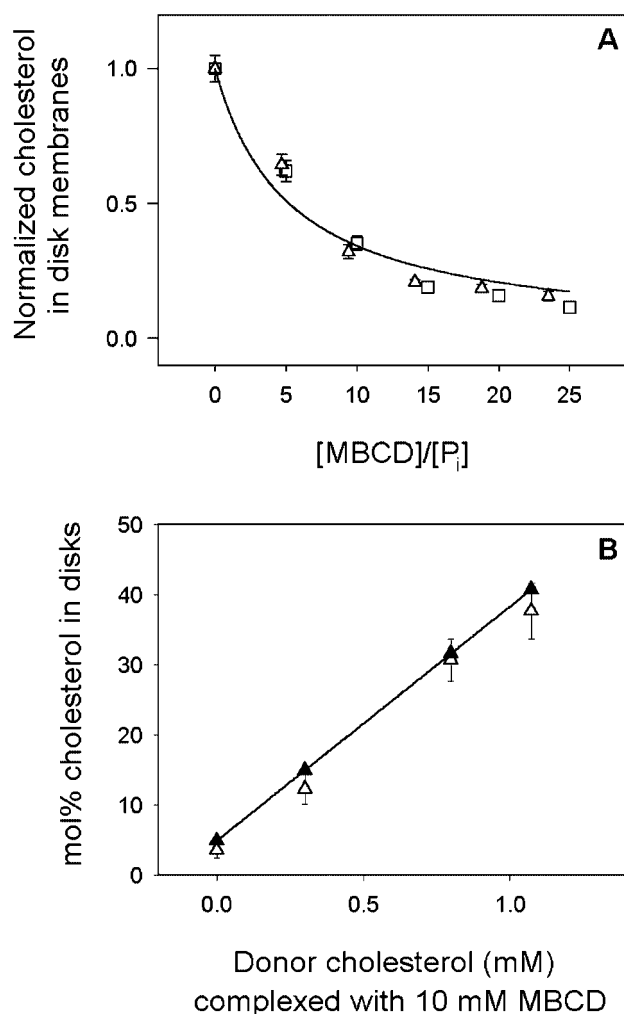 A
Normalized cholesterol
in disk membranes
1.0
0.5
0.0
0 5 10 15 20 25
[MBCD]/[Pi]
B
mol% cholesterol in disks
50
40
30
20
10
0
0.0 0.5 1.0
Donor cholesterol (mM)
complexed with 10 mM MBCD